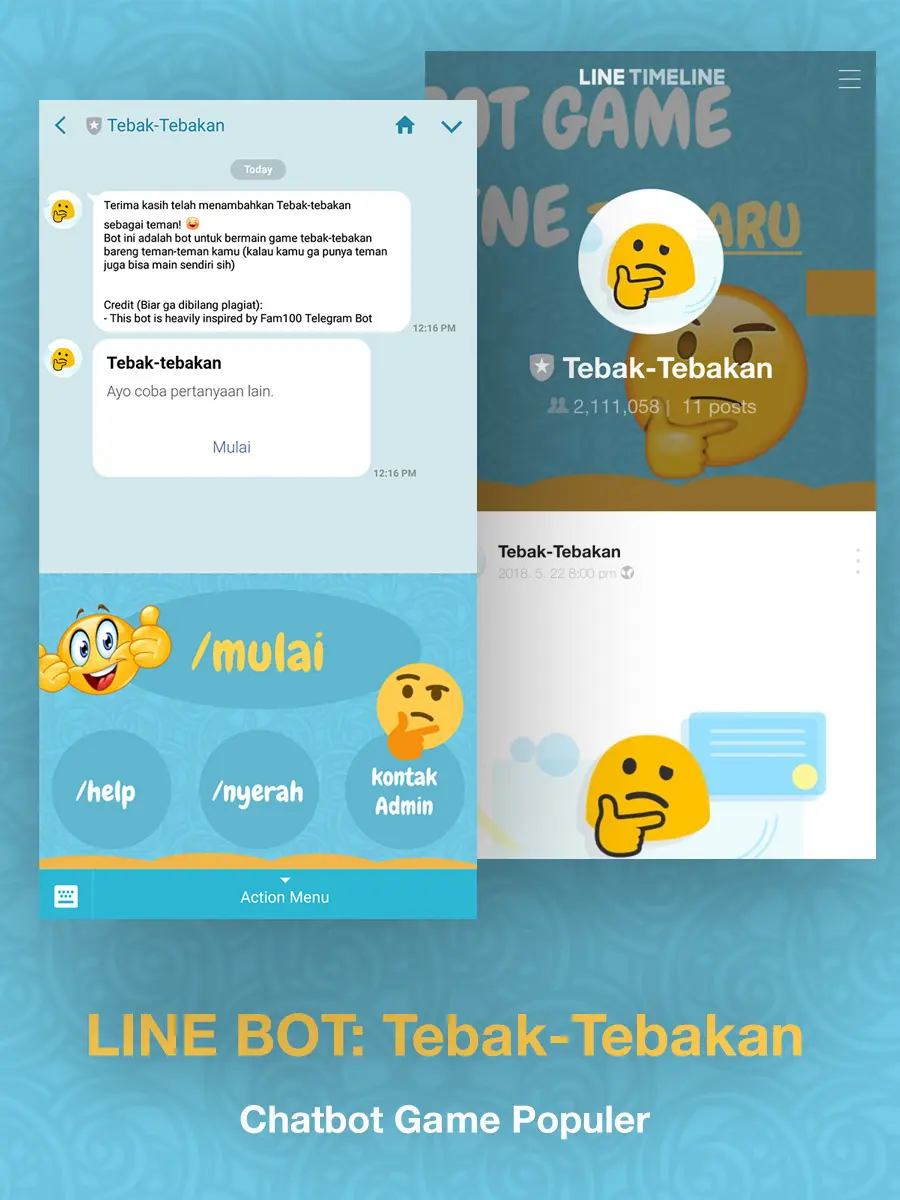 Tebak-Tebakan
Today
Terima kasih telah menambahkan Tebak-tebakan
sebagai teman!
Bot ini adalah bot untuk bermain game tebak-tebakan
bareng teman-teman kamu (kalau kamu ga punya teman
juga bisa main sendiri sih)
Credit (Biar ga dibilang plagiat):
- This bot is heavily inspired by Fam100 Telegram Bot
12:16 PM
Tebak-tebakan
Ayo coba pertanyaan lain.
Mulai
12:16 PM
/mulai
/help
/nyerah
kontak
Admin
Action Menu
LINE TIMELINE
OT GAME
NE
ARU
Tebak-Tebakan
2,111,058 | 11 posts
Tebak-Tebakan
2018. 5. 22 8:00 pm
LINE BOT: Tebak-Tebakan
Chatbot Game Populer